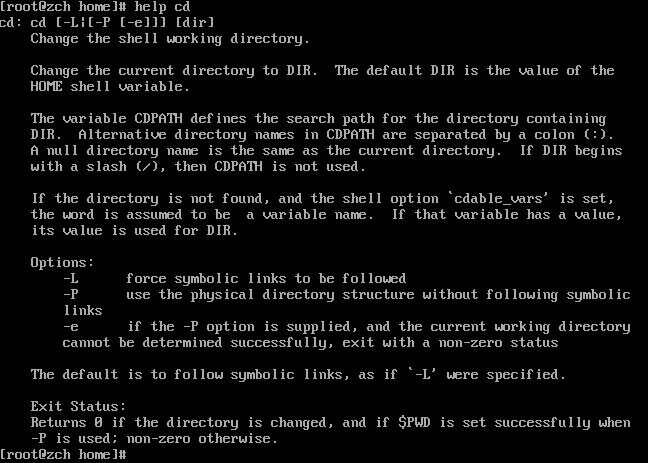 [root@zch home]# help cd
cd: cd [-L|[-P [-e]]] [dir]
    Change the shell working directory.

    Change the current directory to DIR.  The default DIR is the value of the
    HOME shell variable.

    The variable CDPATH defines the search path for the directory containing
    DIR.  Alternative directory names in CDPATH are separated by a colon (:).
    A null directory name is the same as the current directory.  If DIR begins
    with a slash (/), then CDPATH is not used.

    If the directory is not found, and the shell option `cdable_vars' is set,
    the word is assumed to be  a variable name.  If that variable has a value,
    its value is used for DIR.

    Options:
        -L      force symbolic links to be followed
        -P      use the physical directory structure without following symbolic
        links
        -e      if the -P option is supplied, and the current working directory
        cannot be determined successfully, exit with a non-zero status

    The default is to follow symbolic links, as if `-L' were specified.

    Exit Status:
    Returns 0 if the directory is changed, and if $PWD is set successfully when
    -P is used; non-zero otherwise.
[root@zch home]#